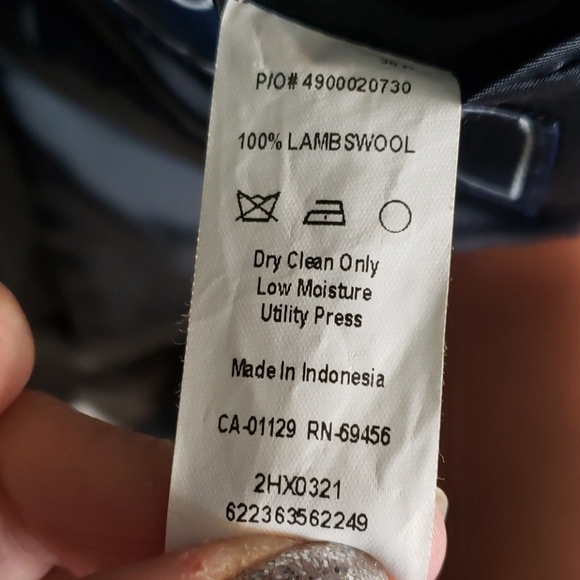 P/O# 4900020730
100% LAMBSWOOL
Dry Clean Only
Low Moisture
Utility Press
Made In Indonesia
CA-01129 RN-69456
2HX0321
622363562249